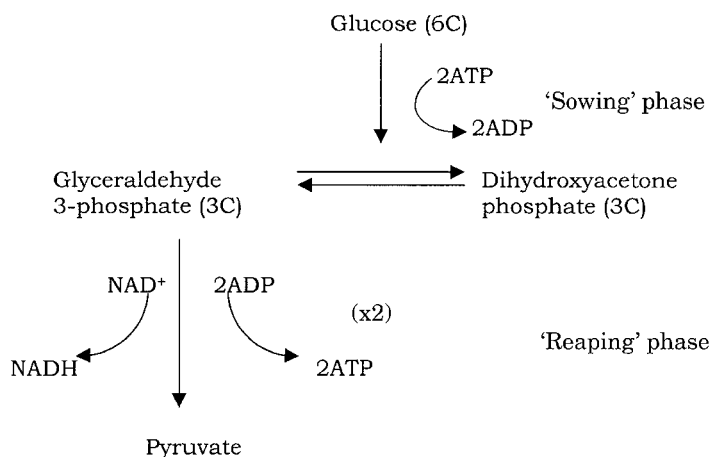 Glucose (6C)
2ATP
'Sowing' phase
2ADP
Glyceraldehyde
3-phosphate (3C)
Dihydroxyacetone
phosphate (3C)
NAD⁺
2ADP
(x2)
'Reaping' phase
NADH
2ATP
Pyruvate